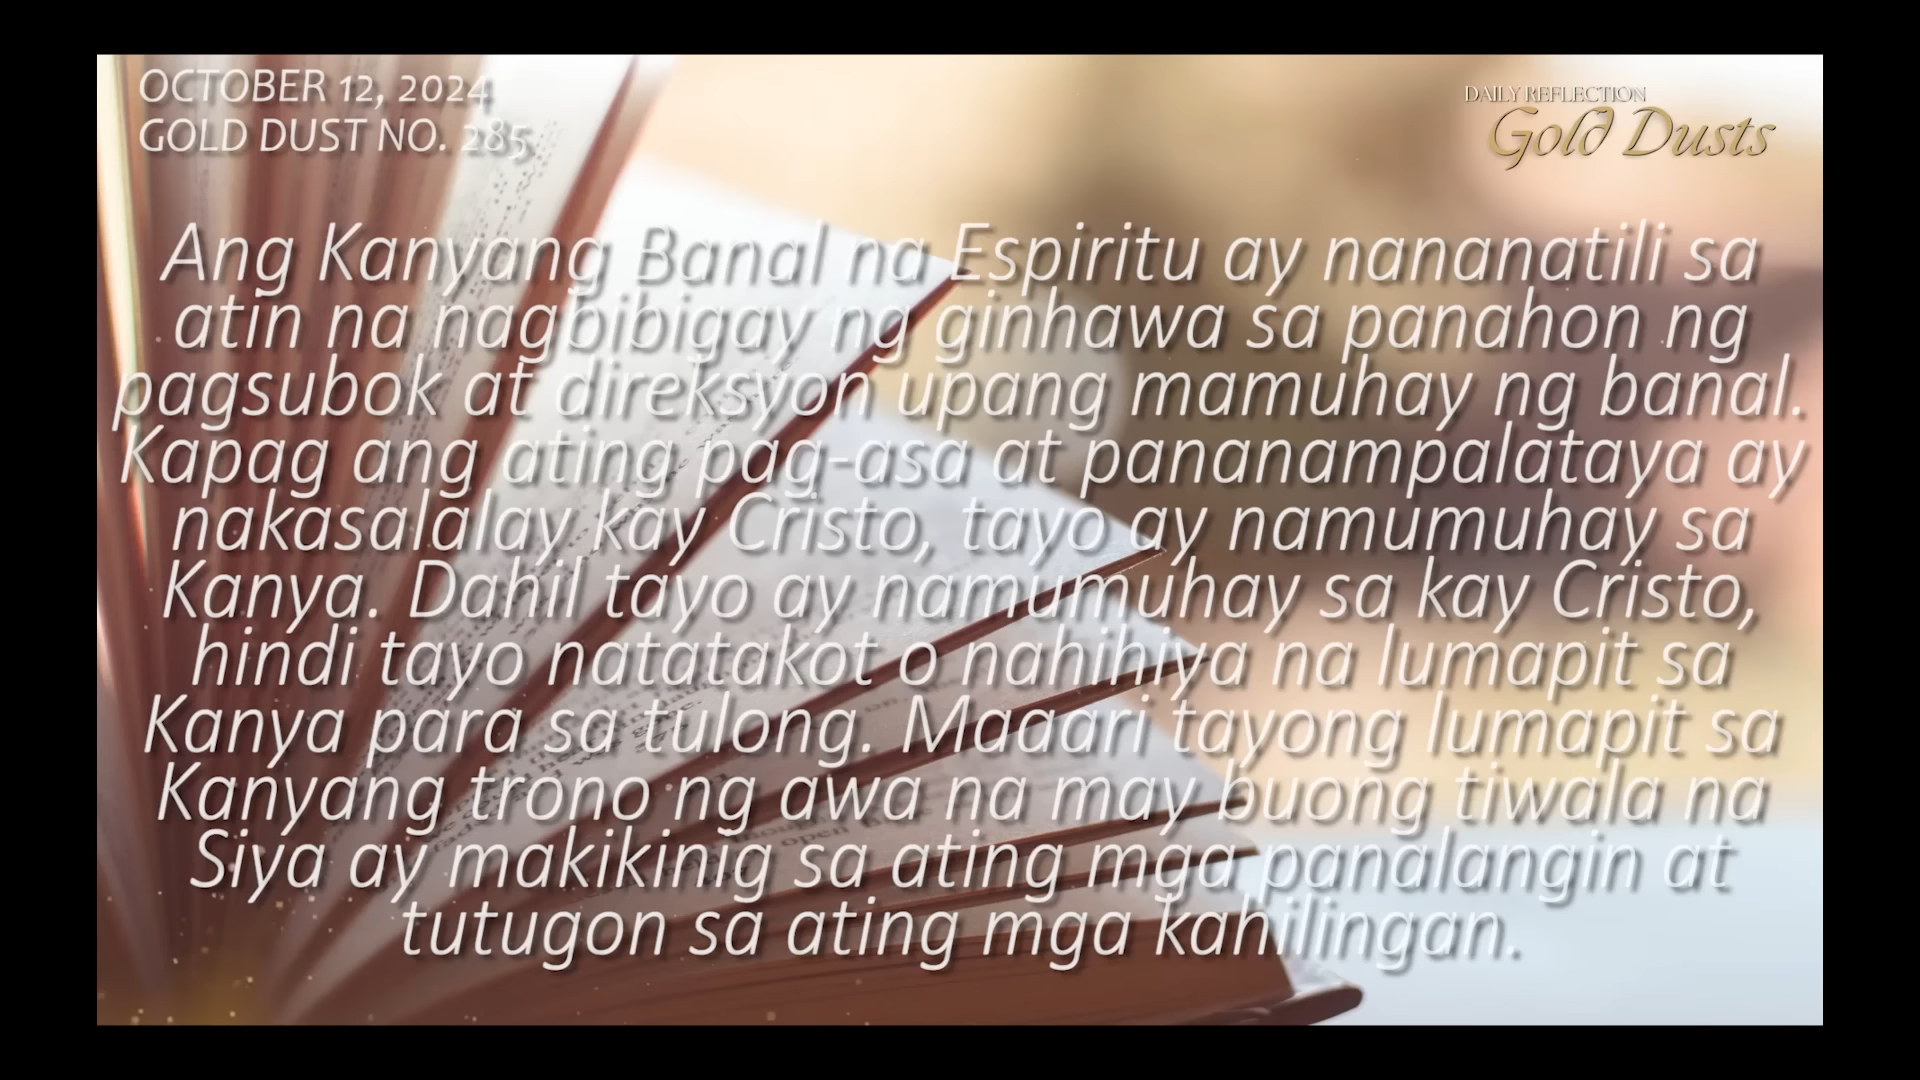 OCTOBER 12, 2024
GOLD DUST NO. 285
DAILY REFLECTION
Gold Dusts
Ang Kanyang Banal na Espiritu ay nananatili sa
atin na nagbibigay ng ginhawa sa panahon ng
pagsubok at direksyon upang mamuhay ng banal.
Kapag ang ating pag-asa at pananampalataya ay
nakasalalay kay Cristo, tayo ay namumuhay sa
Kanya. Dahil tayo ay namumuhay sa kay Cristo,
hindi tayo natatakot o nahihiya na lumapit sa
Kanya para sa tulong. Maaari tayong lumapit sa
Kanyang trono ng awa na may buong tiwala na
Siya ay makikinig sa ating mga panalangin at
tutugon sa ating mga kahilingan.